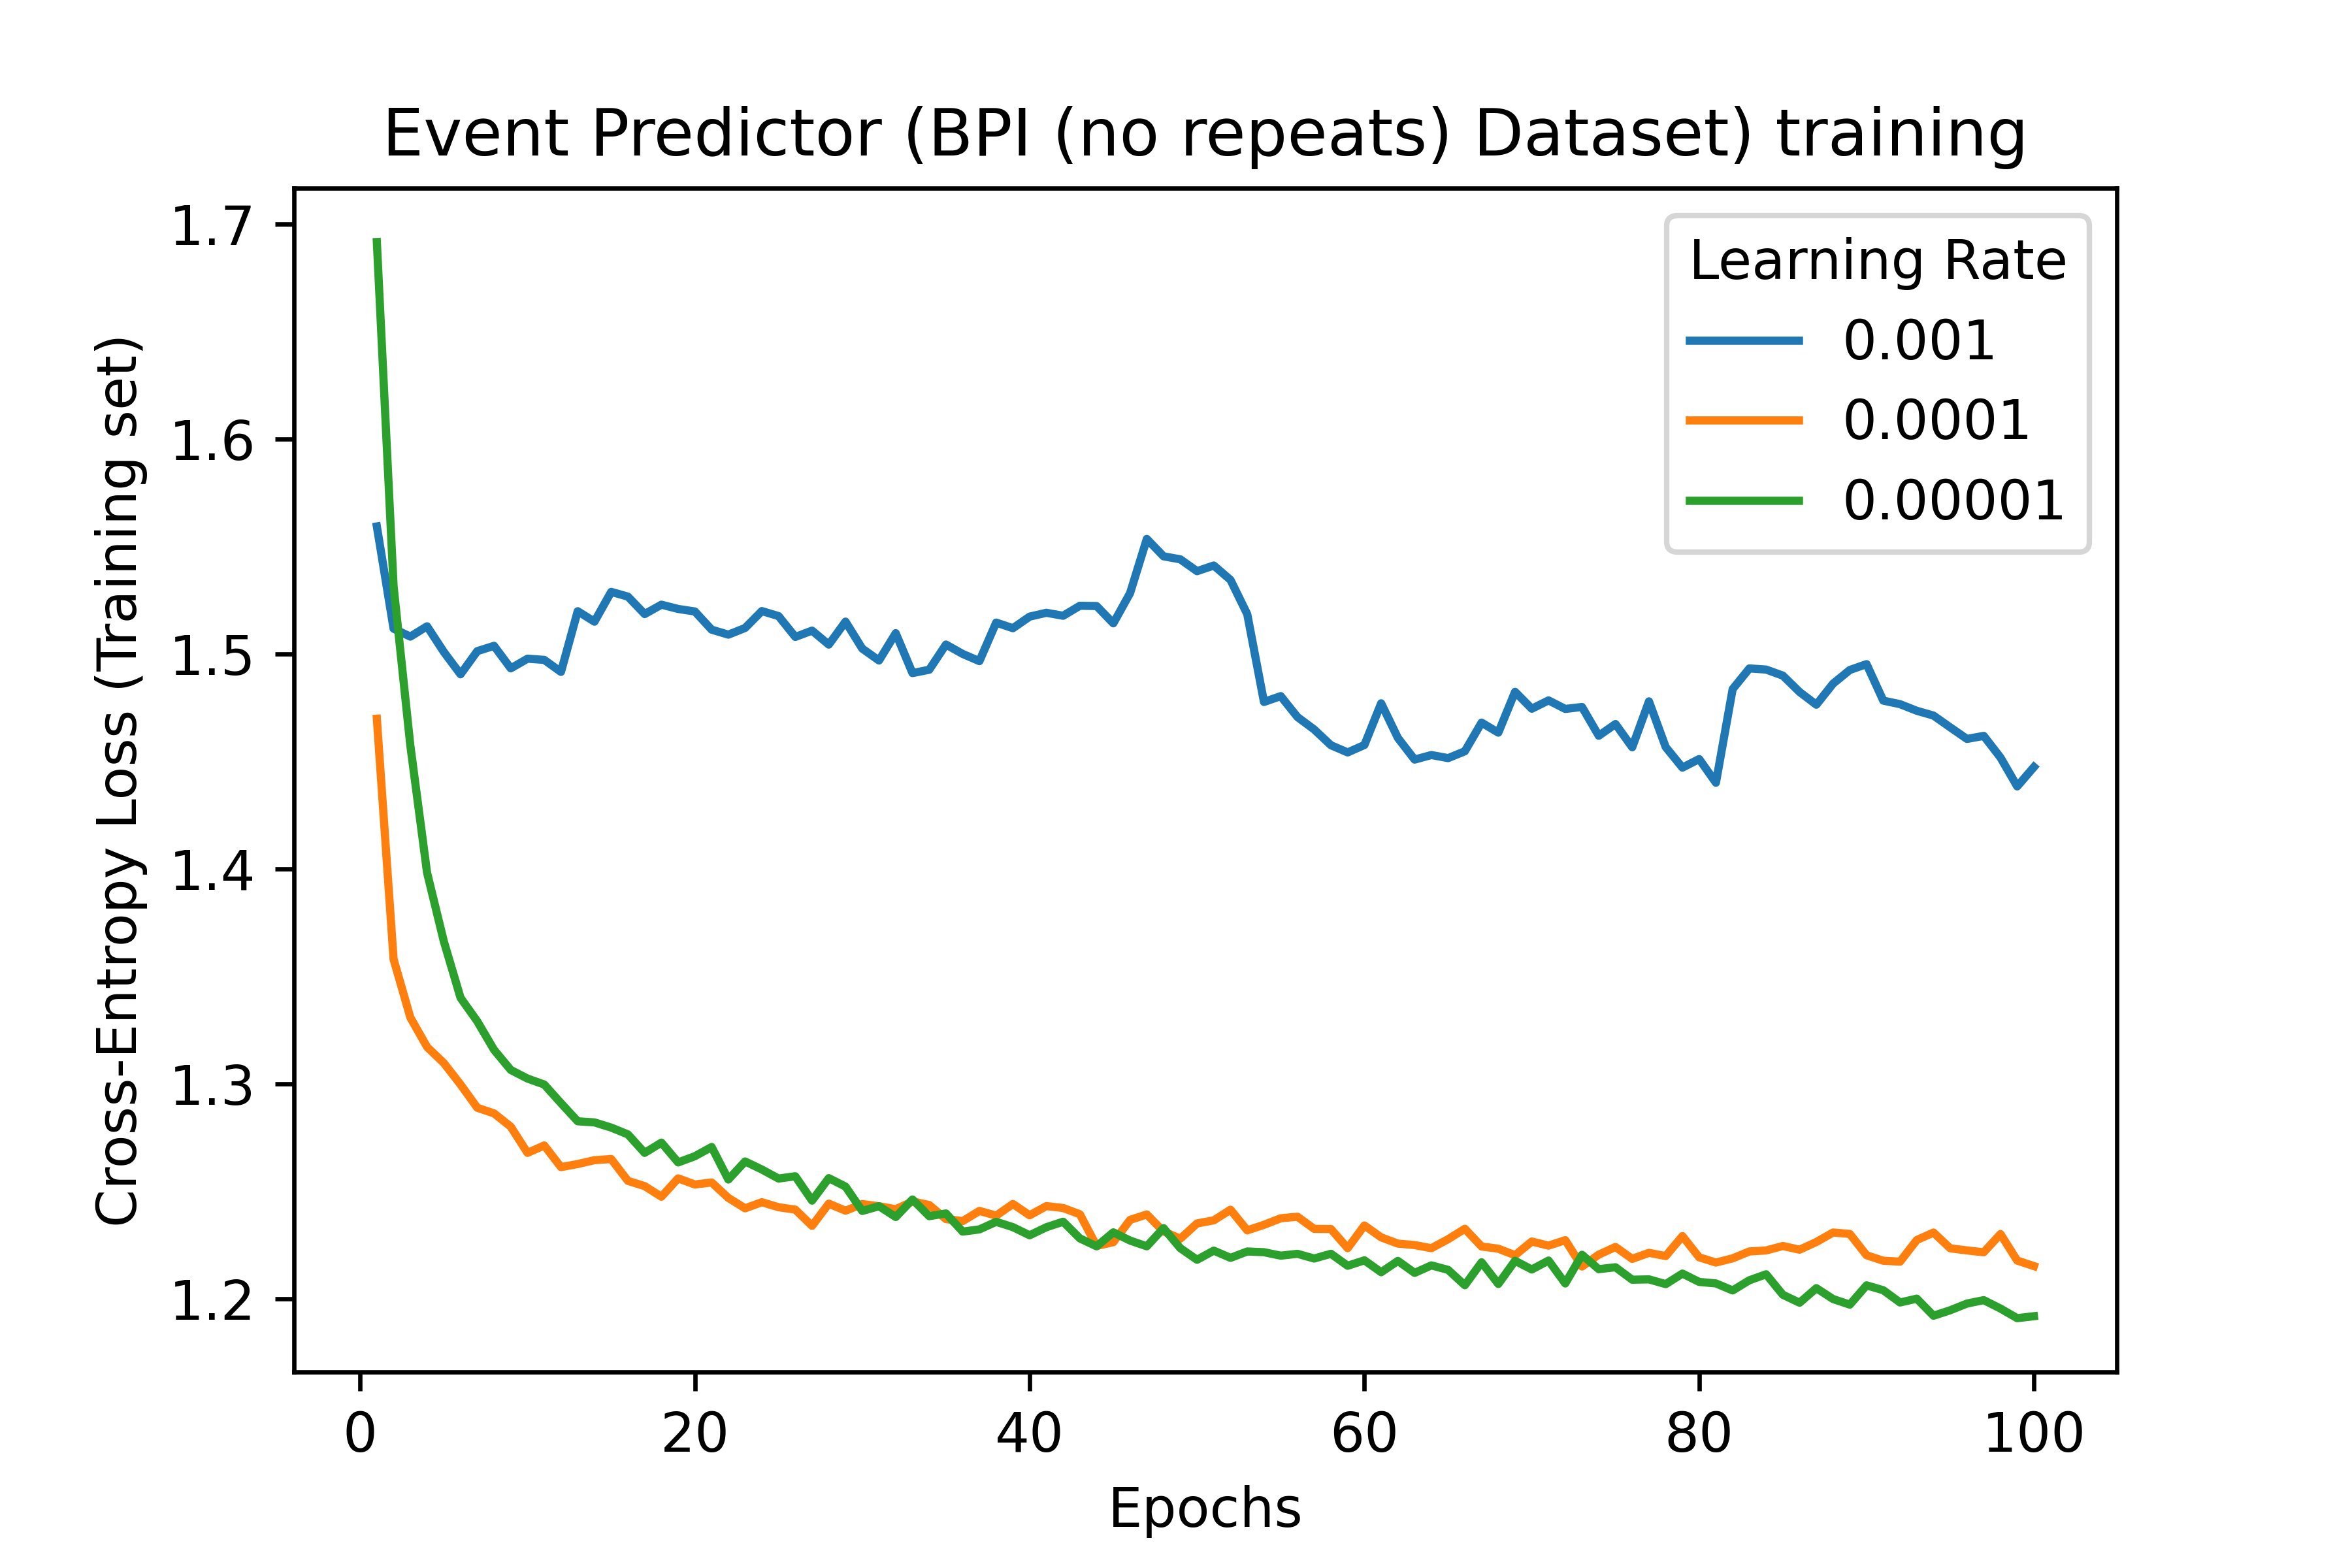 Event Predictor (BPI (no repeats) Dataset) training
Cross-Entropy Loss (Training set)
1.7
1.6
1.5
1.4
1.3
1.2
Learning Rate
0.001
0.0001
0.00001
0 20 40 60 80 100
Epochs